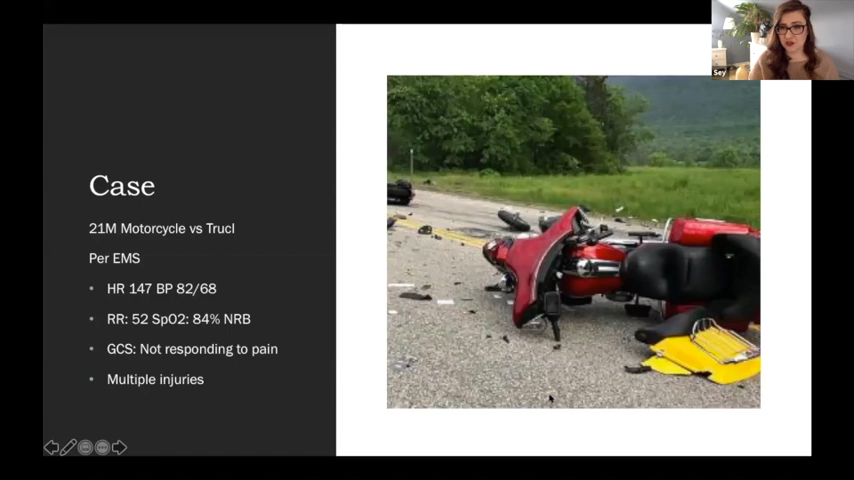 Sey
Case
21M Motorcycle vs Trucl
Per EMS
• HR 147 BP 82/68
• RR: 52 SpO2: 84% NRB
• GCS: Not responding to pain
• Multiple injuries